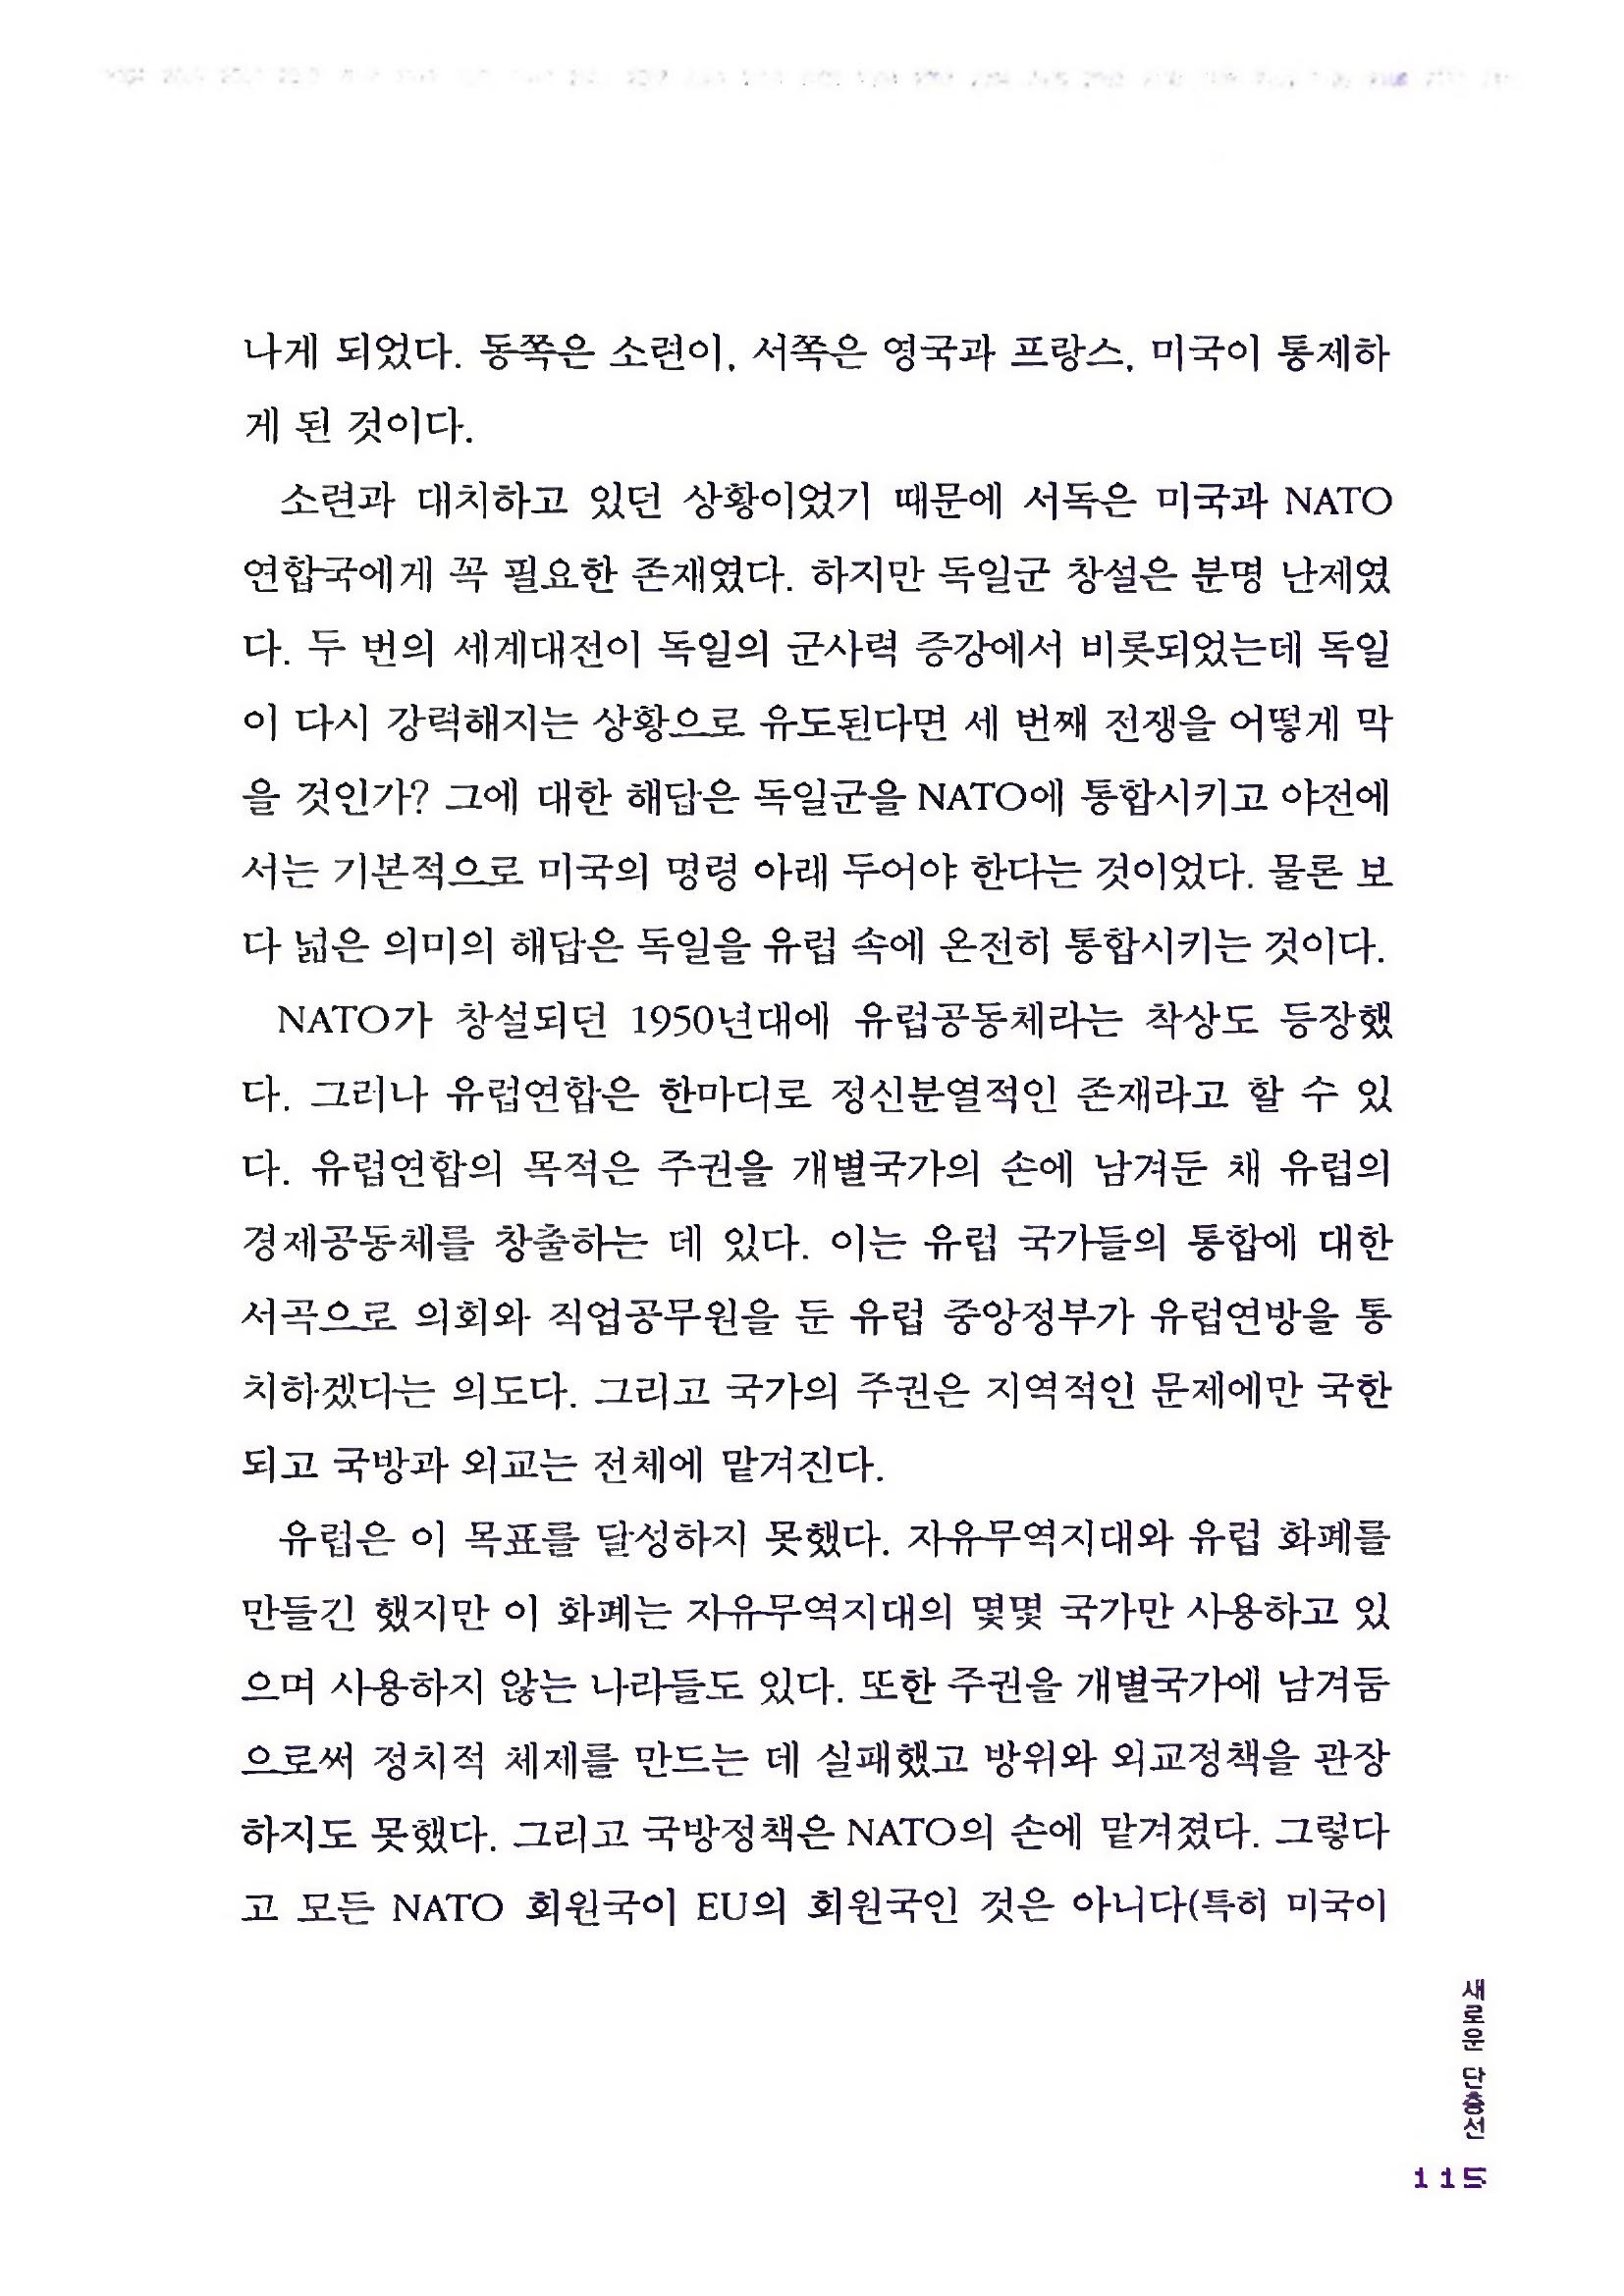 나게 되었다. 동쪽은 소련이, 서쪽은 영국과 프랑스, 미국이 통제하
게 된 것이다.
소련과 대치하고 있던 상황이었기 때문에 서독은 미국과 NATO
연합국에게 꼭 필요한 존재였다. 하지만 독일군 창설은 분명 난제였
다. 두 번의 세계대전이 독일의 군사력 증강에서 비롯되었는데 독일
이 다시 강력해지는 상황으로 유도된다면 세 번째 전쟁을 어떻게 막
을 것인가? 그에 대한 해답은 독일군을 NATO에 통합시키고 야전에
서는 기본적으로 미국의 명령 아래 두어야 한다는 것이었다. 물론 보
다 넓은 의미의 해답은 독일을 유럽 속에 온전히 통합시키는 것이다.
NATO가 창설되던 1950년대에 유럽공동체라는 착상도 등장했
다. 그러나 유럽연합은 한마디로 정신분열적인 존재라고 할 수 있
다. 유럽연합의 목적은 주권을 개별국가의 손에 남겨둔 채 유럽의
경제공동체를 창출하는 데 있다. 이는 유럽 국가들의 통합에 대한
서곡으로 의회와 직업공무원을 둔 유럽 중앙정부가 유럽연방을 통
치하겠다는 의도다. 그리고 국가의 주권은 지역적인 문제에만 국한
되고 국방과 외교는 전체에 맡겨진다.
유럽은 이 목표를 달성하지 못했다. 자유무역지대와 유럽 화폐를
만들긴 했지만 이 화폐는 자유무역지대의 몇몇 국가만 사용하고 있
으며 사용하지 않는 나라들도 있다. 또한 주권을 개별국가에 남겨둠
으로써 정치적 체제를 만드는 데 실패했고 방위와 외교정책을 관장
하지도 못했다. 그리고 국방정책은 NATO의 손에 맡겨졌다. 그렇다
고 모든 NATO 회원국이 EU의 회원국인 것은 아니다(특히 미국이
새로운 단층선
115